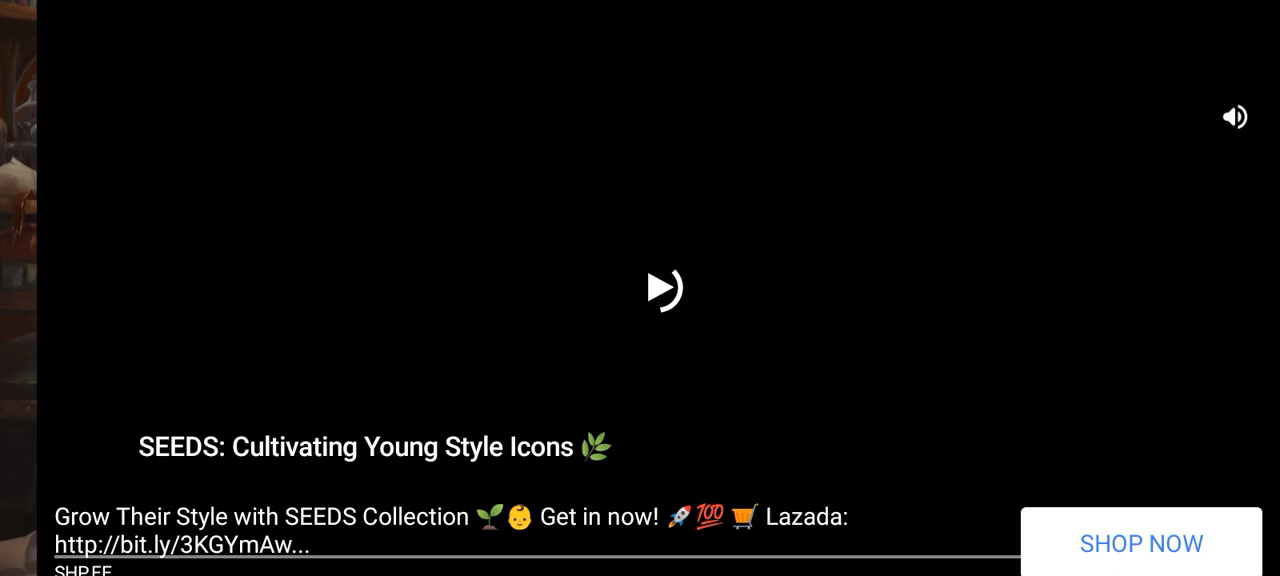 SEEDS: Cultivating Young Style Icons 🌿
Grow Their Style with SEEDS Collection 🌱👶 Get in now! 🚀💯 🛒 Lazada:
http://bit.ly/3KGYmAw...
SHOP NOW